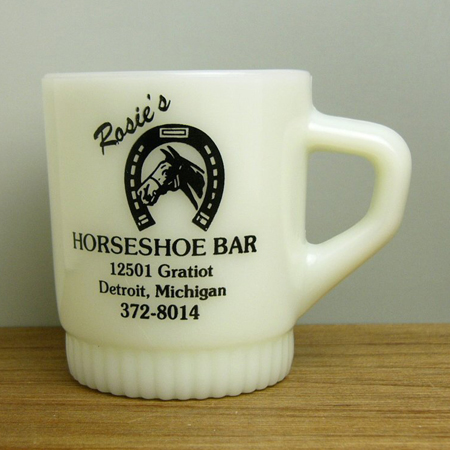 Rosie's
HORSESHOE BAR
12501 Gratiot
Detroit, Michigan
372-8014